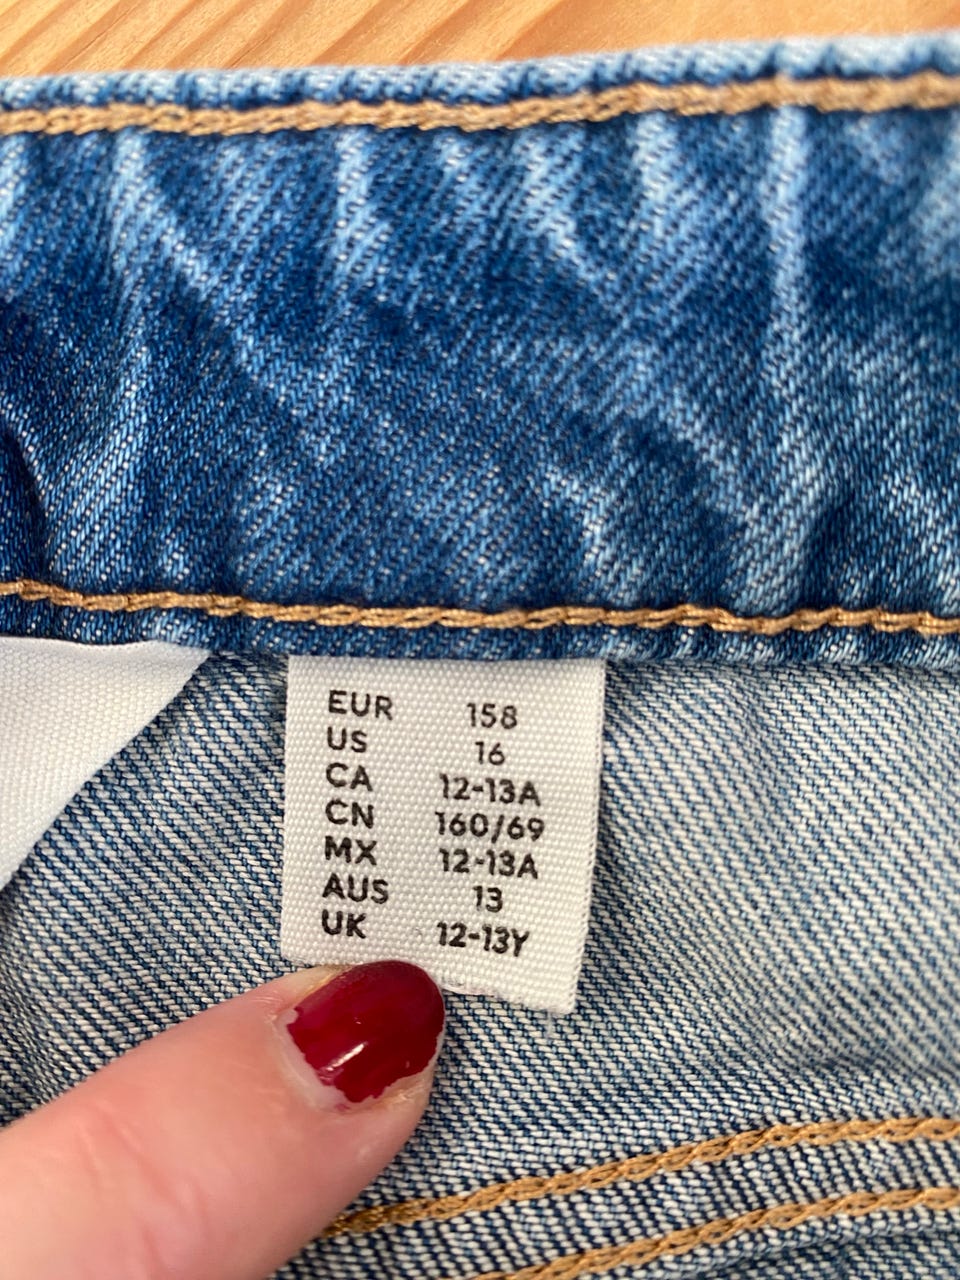 EUR 158
US 16
CA 12-13A
CN 160/69
MX 12-13A
AUS 13
UK 12-13Y